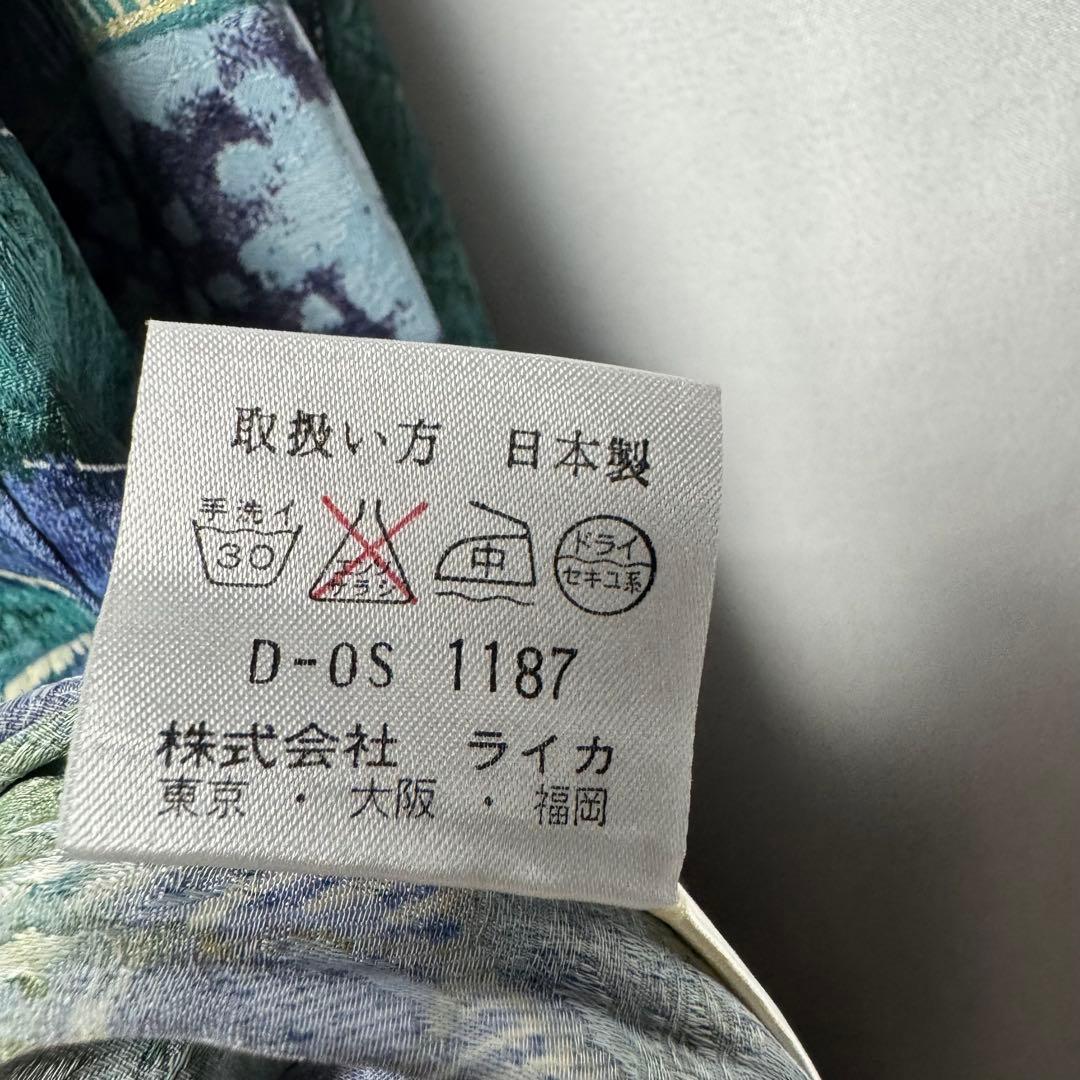 取扱い方 日本製
手洗イ
30
エンソ
サラシ
中
ドライ
セキユ系
D-0S 1187
株式会社 ライカ
東京・大阪・福岡